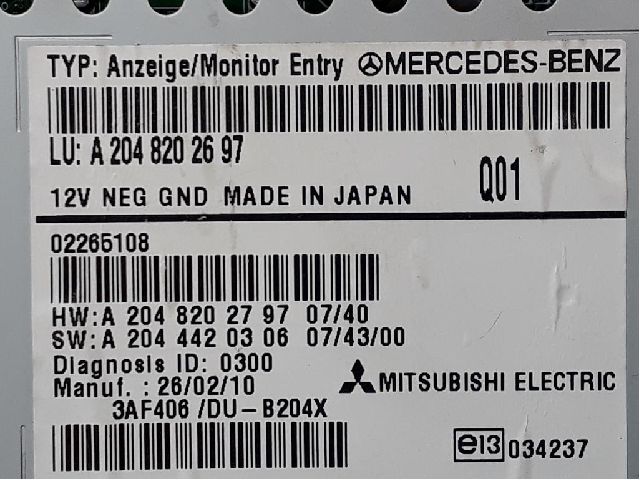 TYP: Anzeige/Monitor Entry MERCEDES-BENZ
LU: A 204 820 26 97
12V NEG GND MADE IN JAPAN Q01
02265108
HW:A 204 820 27 97 07/40
SW:A 204 442 03 06 07/43/00
Diagnosis ID: 0300
Manuf. : 26/02/10 MITSUBISHI ELECTRIC
3AF406 /DU-B204X
e13 034237